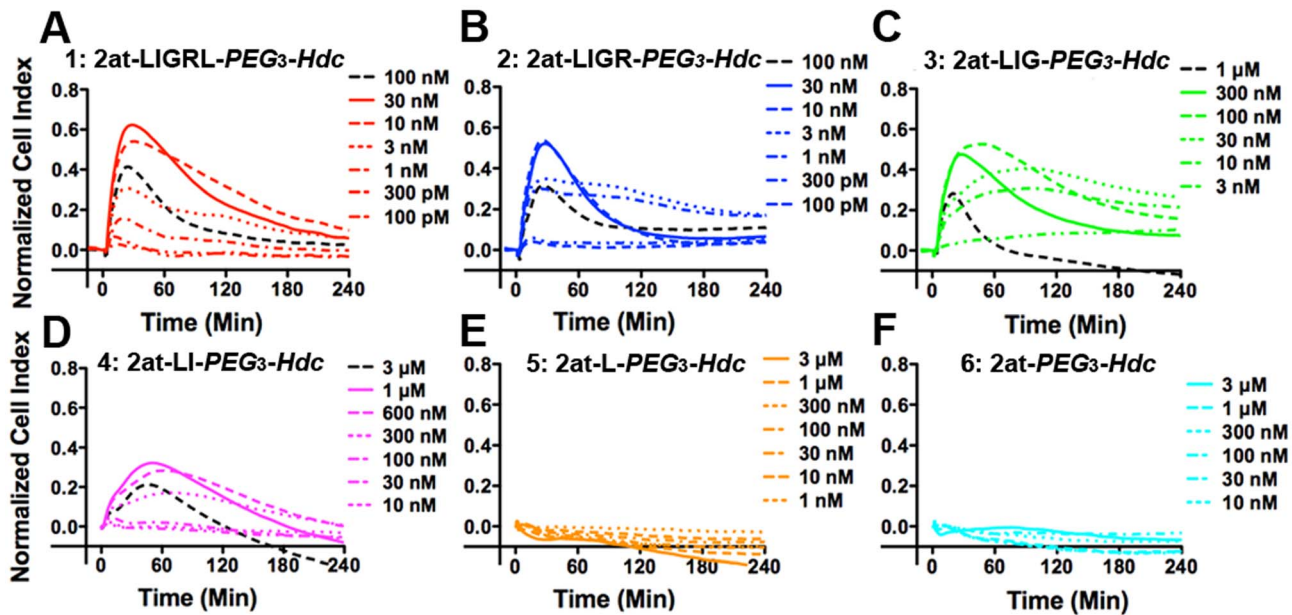 A
1: 2at-LIGRL-PEG3-Hdc
Normalized Cell Index
0.8
0.6
0.4
0.2
0.0
0 60 120 180 240
Time (Min)
100 nM
30 nM
10 nM
3 nM
1 nM
300 pM
100 pM
B
2: 2at-LIGR-PEG3-Hdc
0.8
0.6
0.4
0.2
0.0
0 60 120 180 240
Time (Min)
100 nM
30 nM
10 nM
3 nM
1 nM
300 pM
100 pM
C
3: 2at-LIG-PEG3-Hdc
0.8
0.6
0.4
0.2
0.0
0 60 120 180 240
Time (Min)
1 µM
300 nM
100 nM
30 nM
10 nM
3 nM
D
4: 2at-LI-PEG3-Hdc
Normalized Cell Index
0.8
0.6
0.4
0.2
0.0
0 60 120 180 240
Time (Min)
3 µM
1 µM
600 nM
300 nM
100 nM
30 nM
10 nM
E
5: 2at-L-PEG3-Hdc
0.8
0.6
0.4
0.2
0.0
0 60 120 180 240
Time (Min)
3 µM
1 µM
300 nM
100 nM
30 nM
10 nM
1 nM
F
6: 2at-PEG3-Hdc
0.8
0.6
0.4
0.2
0.0
0 60 120 180 240
Time (Min)
3 µM
1 µM
300 nM
100 nM
30 nM
10 nM